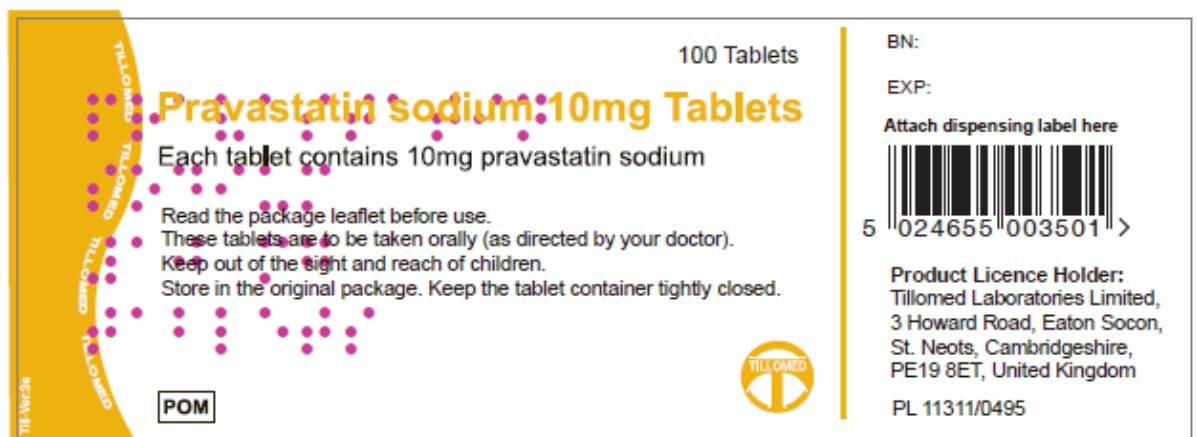 TILLOMED
TILLOMED
TILLOMED
TILLOMED
Till-Ver:3a
100 Tablets
Pravastatin sodium 10mg Tablets
Each tablet contains 10mg pravastatin sodium
Read the package leaflet before use.
These tablets are to be taken orally (as directed by your doctor).
Keep out of the sight and reach of children.
Store in the original package. Keep the tablet container tightly closed.
POM
TILLOMED
BN:
EXP:
Attach dispensing label here
5 024655 003501 >
Product Licence Holder:
Tillomed Laboratories Limited,
3 Howard Road, Eaton Socon,
St. Neots, Cambridgeshire,
PE19 8ET, United Kingdom
PL 11311/0495